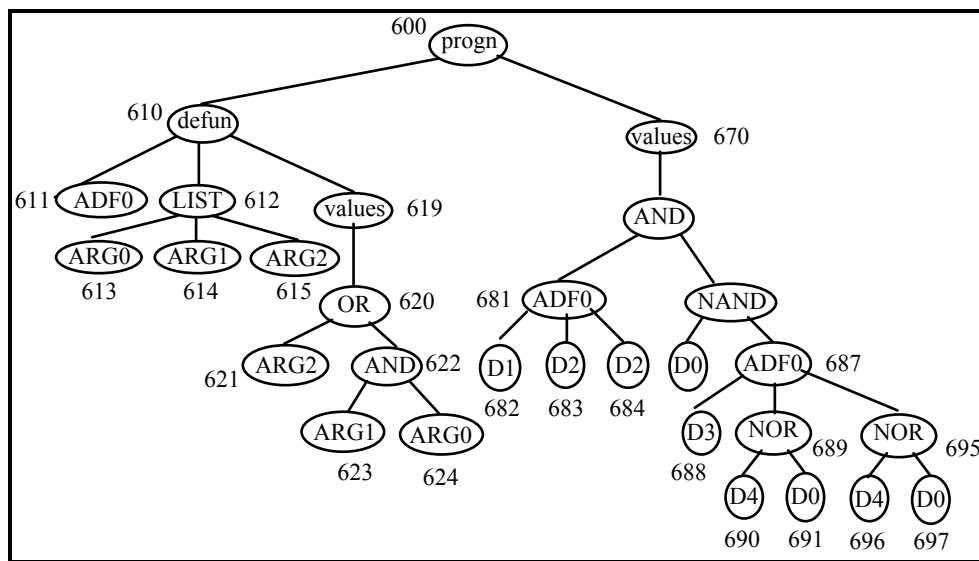 600 progn
610 defun
values 670
611 ADF0 LIST 612 values 619 AND
ARG0 ARG1 ARG2
613 614 615
OR 620 681 ADF0 NAND
621 ARG2 AND 622 D1 D2 D2 D0 ADF0 687
682 683 684
ARG1 ARG0 D3 NOR 689 NOR 695
623 624 688
D4 D0 D4 D0
690 691 696 697